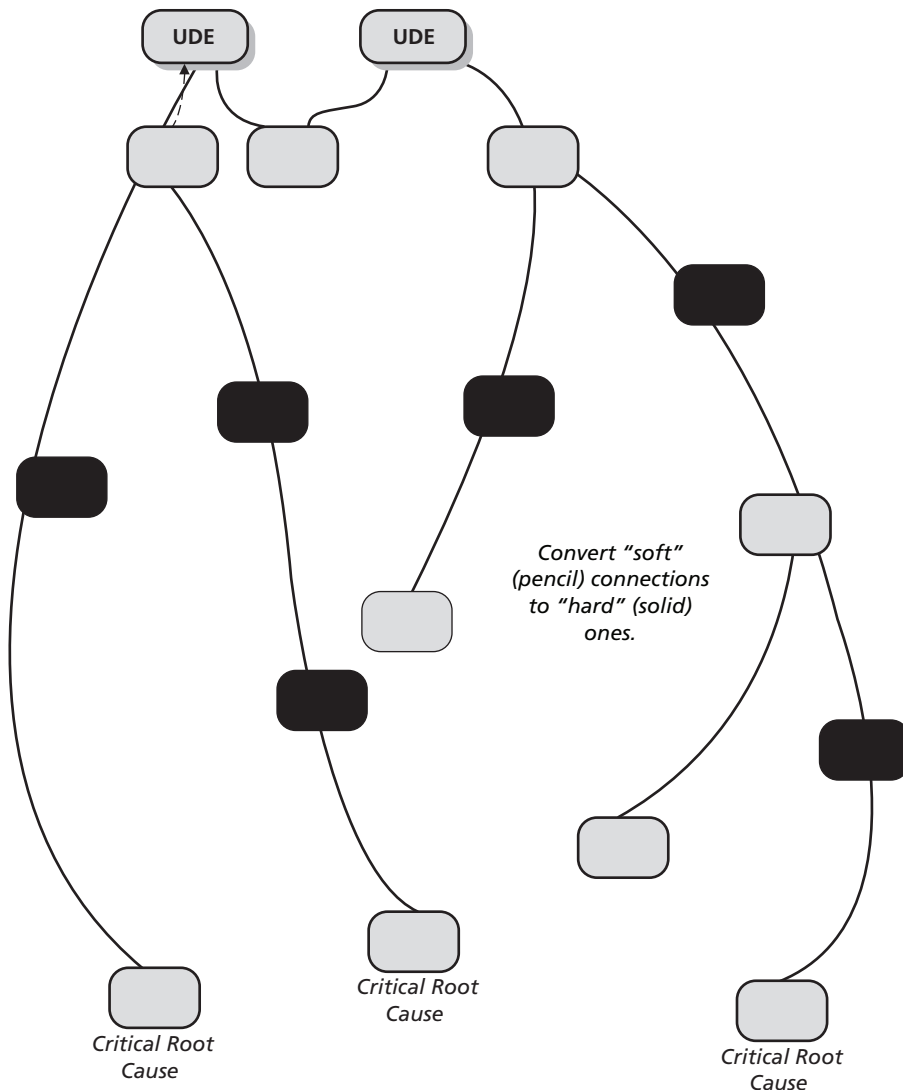 UDE
UDE
Convert “soft”
(pencil) connections
to “hard” (solid)
ones.
Critical Root
Cause
Critical Root
Cause
Critical Root
Cause